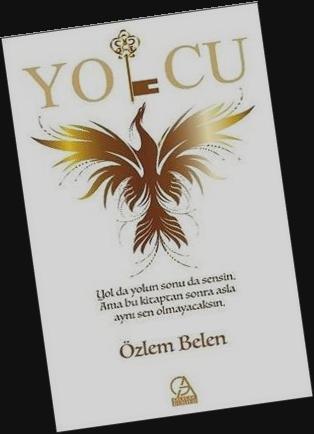 YOLCU
Yol da yolun sonu da sensin.
Ama bu kitaptan sonra asla
aynı sen olmayacaksın.
Özlem Belen